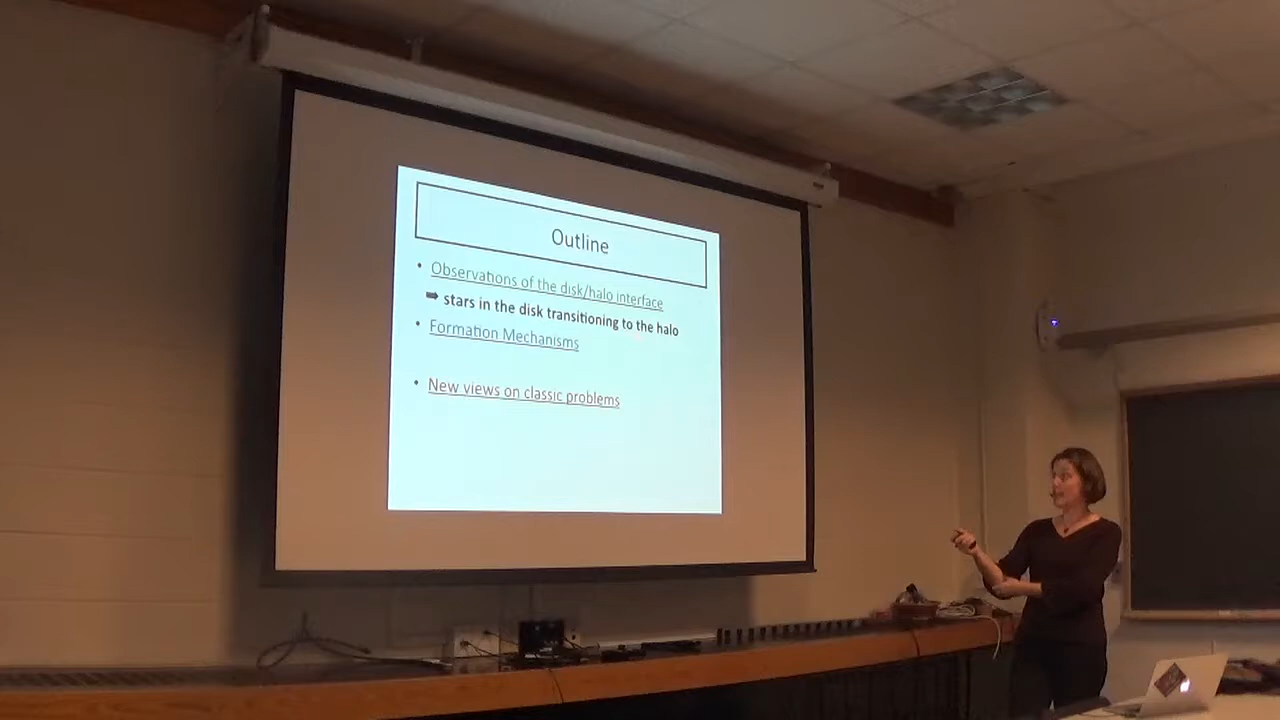 Outline
• Observations of the disk/halo interface
➡ stars in the disk transitioning to the halo
• Formation Mechanisms
• New views on classic problems